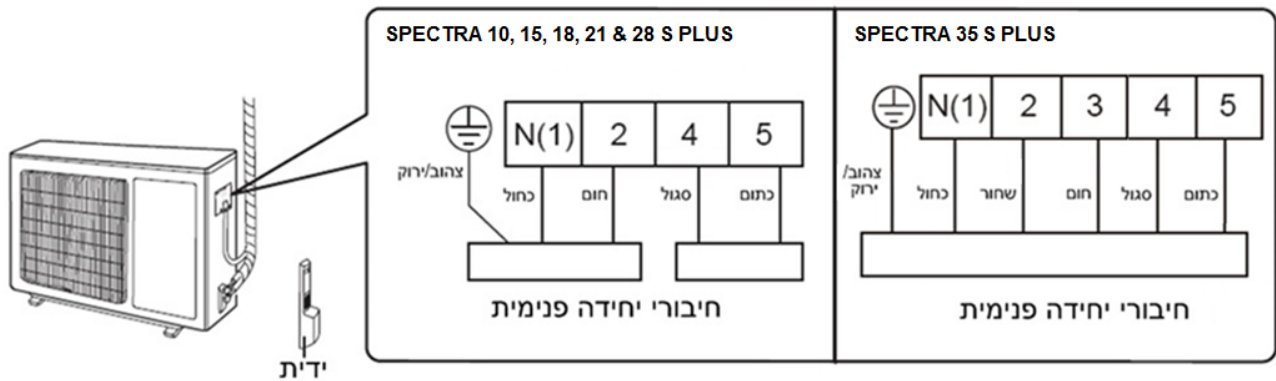 SPECTRA 10, 15, 18, 21 & 28 S PLUS
N(1) 2 4 5
צהוב/ירוק
כחול
חום
סגול
כתום
חיבורי יחידה פנימית
SPECTRA 35 S PLUS
N(1) 2 3 4 5
צהוב/
ירוק
כחול
שחור
חום
סגול
כתום
חיבורי יחידה פנימית
ידית